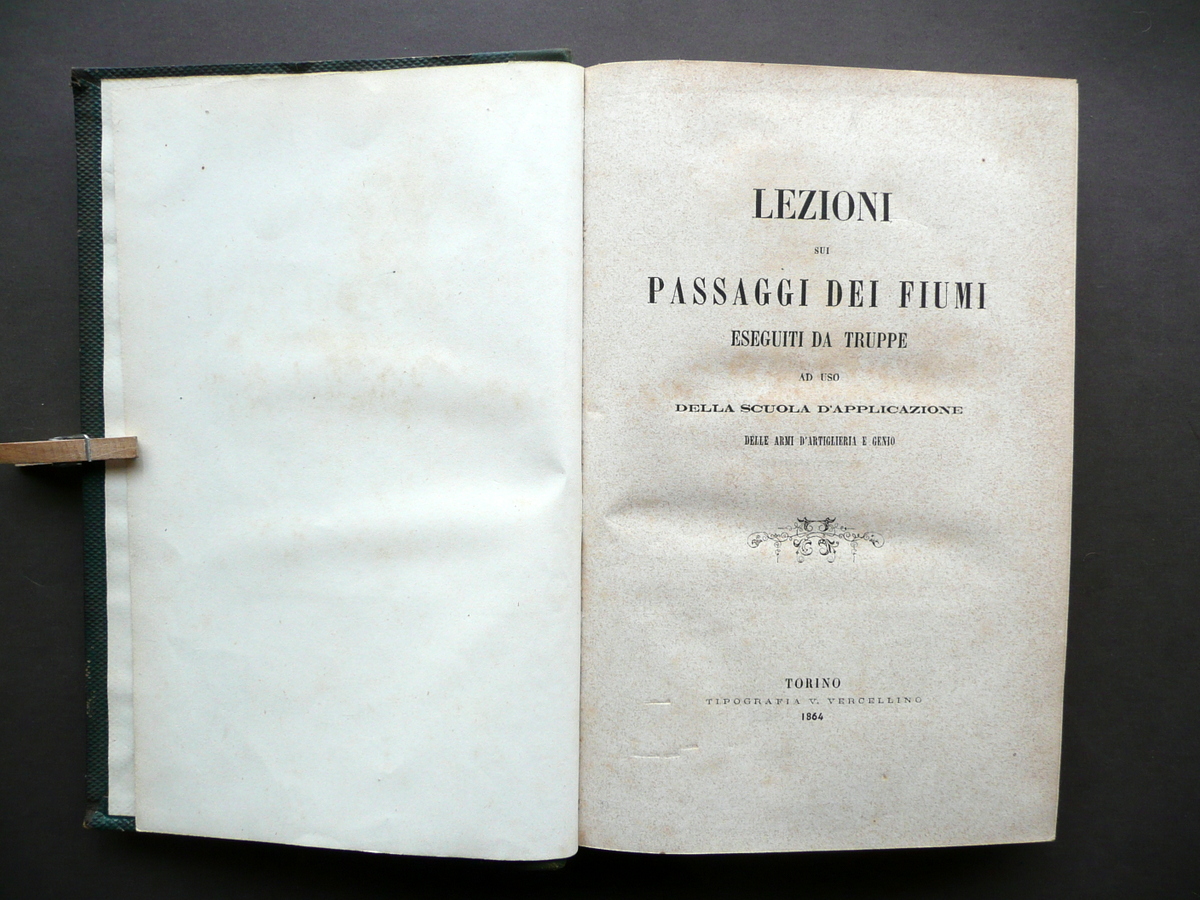 LEZIONI
SUI
PASSAGGI DEI FIUMI
ESEGUITI DA TRUPPE
AD USO
DELLA SCUOLA D'APPLICAZIONE
DELLE ARMI D'ARTIGLIERIA E GENIO
TORINO
TIPOGRAFIA V. VERCELLINO
1864